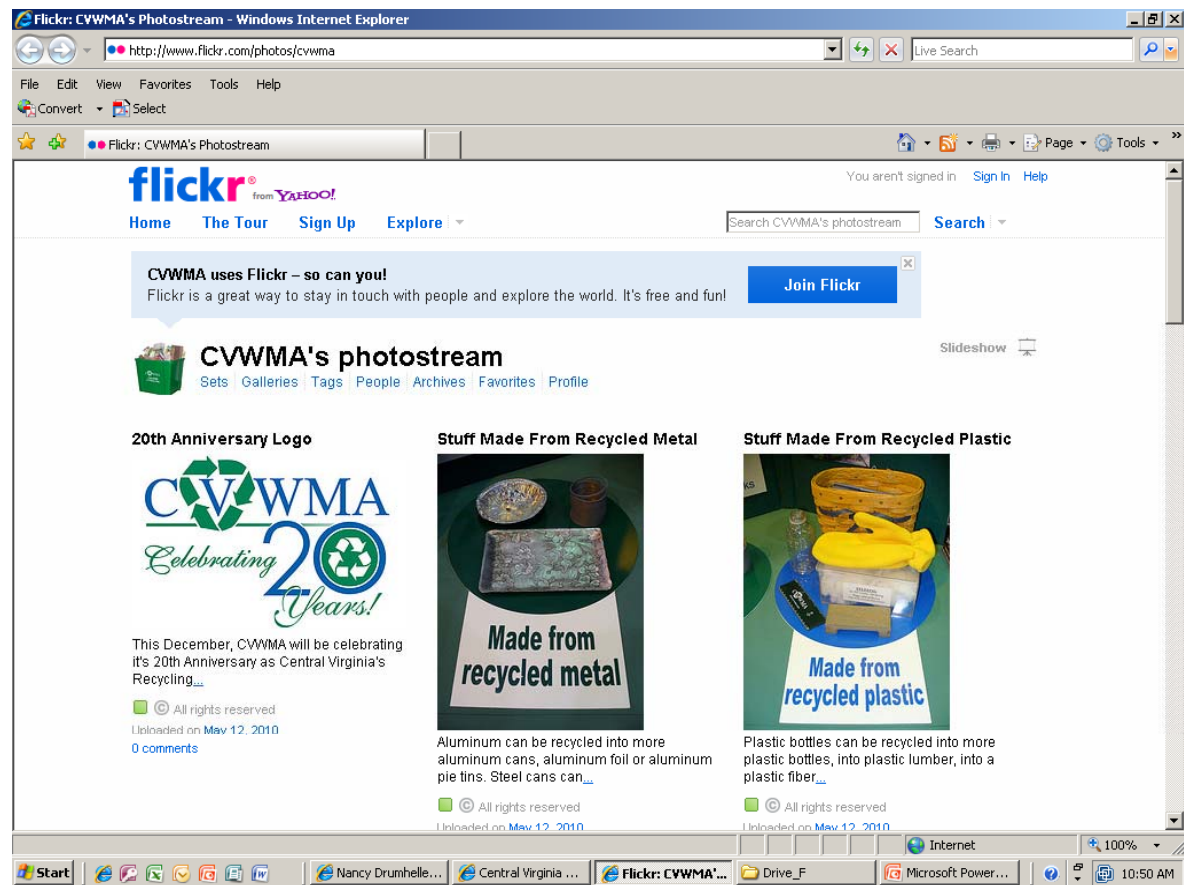 Flickr: CVWMA's Photostream - Windows Internet Explorer
http://www.flickr.com/photos/cvwma
Live Search
File Edit View Favorites Tools Help
Convert Select
Flickr: CVWMA's Photostream
Page Tools
flickr® from YAHOO!
You aren't signed in Sign In Help
Home The Tour Sign Up Explore
Search CVWMA's photostream Search
CVWMA uses Flickr – so can you!
Flickr is a great way to stay in touch with people and explore the world. It's free and fun!
Join Flickr
CVWMA's photostream
Slideshow
Sets Galleries Tags People Archives Favorites Profile
20th Anniversary Logo
CVWMA
Celebrating
20
Years!
This December, CVWMA will be celebrating
it's 20th Anniversary as Central Virginia's
Recycling...
© All rights reserved
Uploaded on May 12, 2010
0 comments
Stuff Made From Recycled Metal
Made from
recycled metal
Aluminum can be recycled into more
aluminum cans, aluminum foil or aluminum
pie tins. Steel cans can...
© All rights reserved
Uploaded on May 12, 2010
Stuff Made From Recycled Plastic
Made from
recycled plastic
Plastic bottles can be recycled into more
plastic bottles, into plastic lumber, into a
plastic fiber...
© All rights reserved
Uploaded on May 12, 2010
Internet 100%
Start Nancy Drumhelle... Central Virginia ... Flickr: CVWMA'... Drive_F Microsoft Power... 10:50 AM